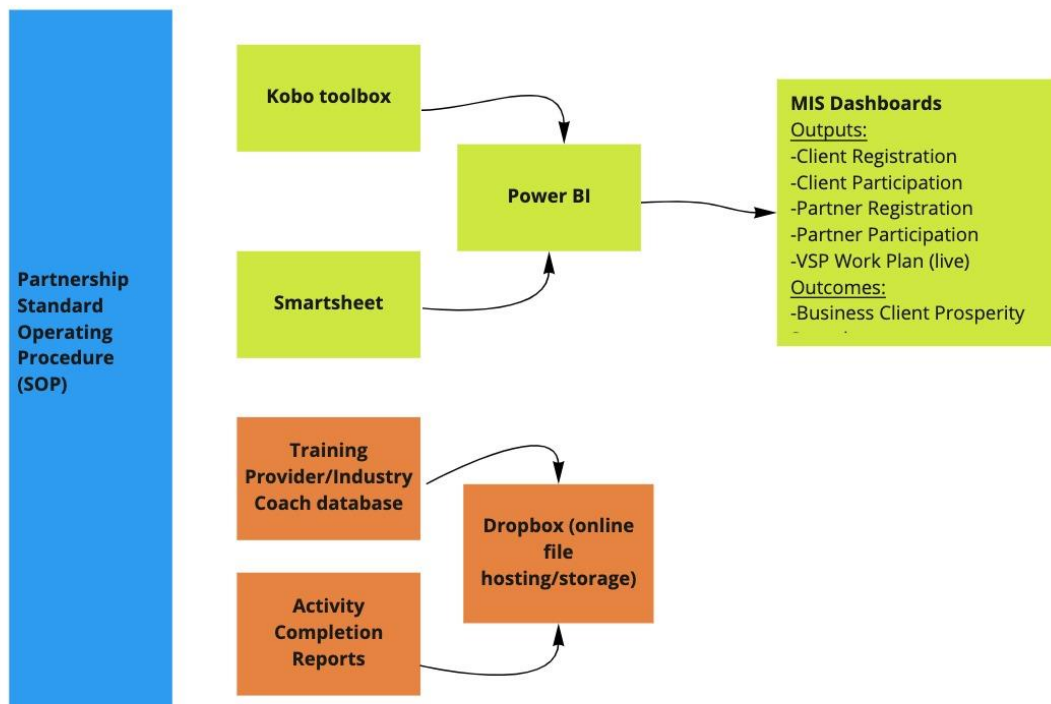 Partnership
Standard
Operating
Procedure
(SOP)
Kobo toolbox
Smartsheet
Power BI
MIS Dashboards
Outputs:
-Client Registration
-Client Participation
-Partner Registration
-Partner Participation
-VSP Work Plan (live)
Outcomes:
-Business Client Prosperity
Training
Provider/Industry
Coach database
Activity
Completion
Reports
Dropbox (online
file
hosting/storage)